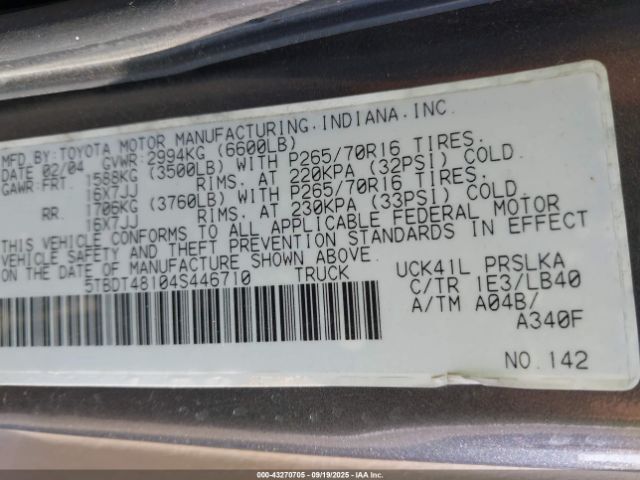 MFD.BY:TOYOTA MOTOR MANUFACTURING.INDIANA.INC.
DATE 02/04 GVWR:2994KG (6600LB)
GAWR:FRT. 1588KG (3500LB) WITH P265/70R16 TIRES.
16X7JJ RIMS. AT 220KPA (32PSI) COLD.
RR. 1706KG (3760LB) WITH P265/70R16 TIRES.
16X7JJ RIMS. AT 230KPA (33PSI) COLD.
THIS VEHICLE CONFORMS TO ALL APPLICABLE FEDERAL MOTOR
VEHICLE SAFETY AND THEFT PREVENTION STANDARDS IN EFFECT
ON THE DATE OF MANUFACTURE SHOWN ABOVE.
5TBDT48104S446710 TRUCK
UCK41L PRSLKA
C/TR 1E3/LB40
A/TM A04B/
A340F
NO.142
000-43270705 - 09/19/2025 - IAA Auctions